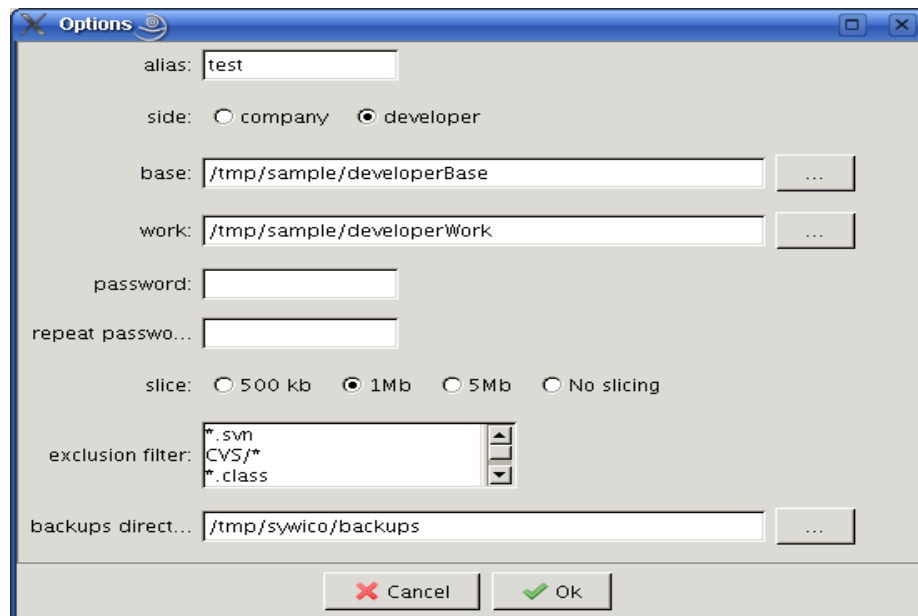 Options
alias: test
side: company developer
base: /tmp/sample/developerBase ...
work: /tmp/sample/developerWork ...
password:
repeat passwo...
slice: 500 kb 1Mb 5Mb No slicing
exclusion filter:
*.svn
CVS/*
*.class
backups direct... /tmp/sywico/backups ...
Cancel Ok